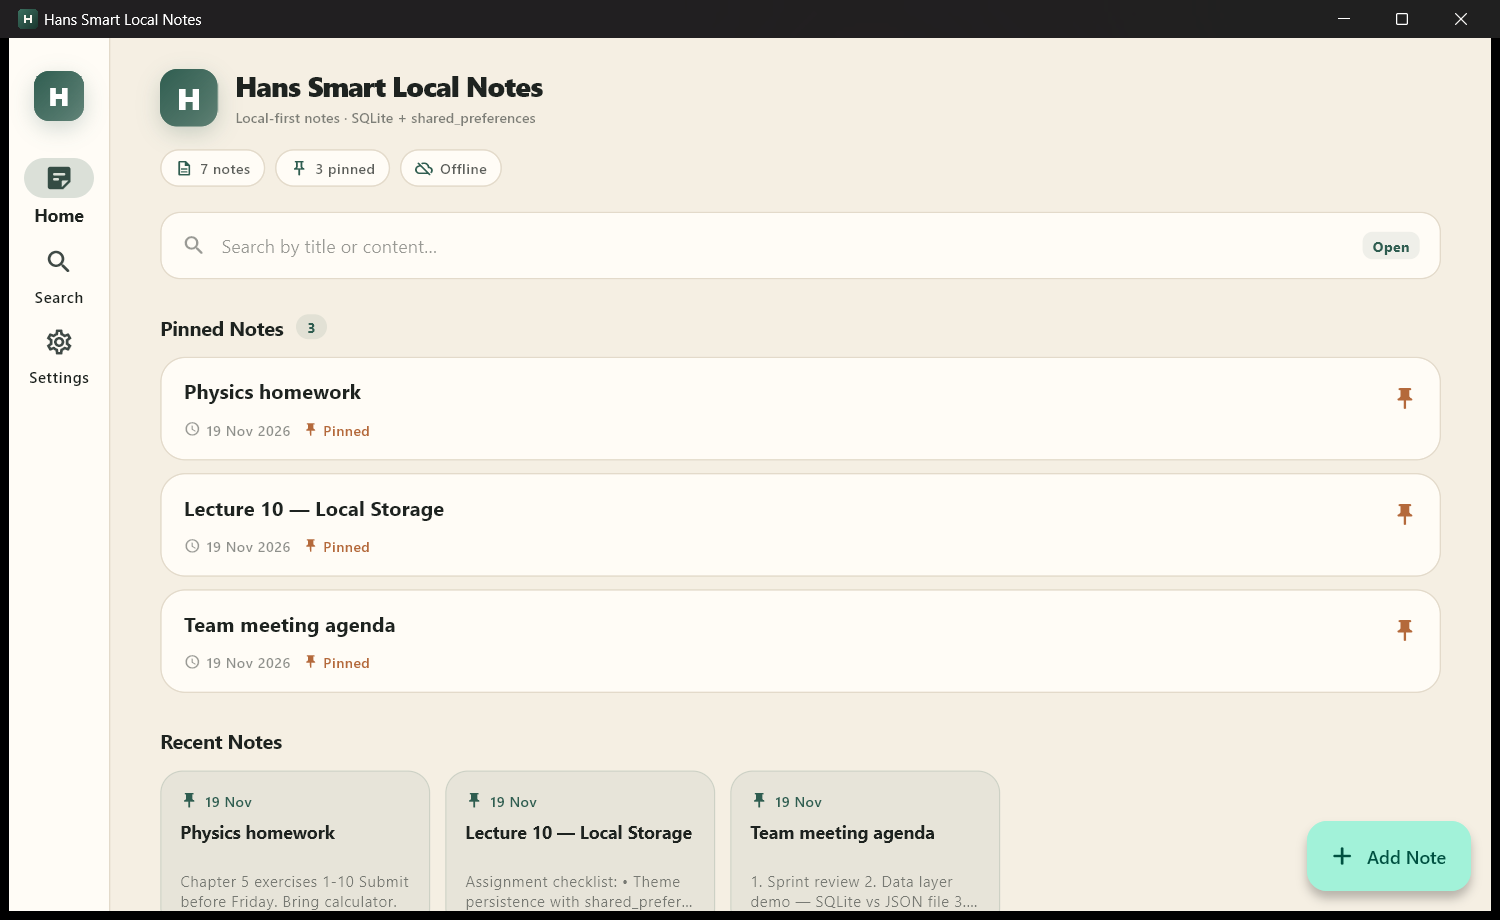 H Hans Smart Local Notes
H
Home
Search
Settings
H
Hans Smart Local Notes
Local-first notes · SQLite + shared_preferences
7 notes 3 pinned Offline
Search by title or content... Open
Pinned Notes 3
Physics homework
19 Nov 2026 Pinned
Lecture 10 — Local Storage
19 Nov 2026 Pinned
Team meeting agenda
19 Nov 2026 Pinned
Recent Notes
19 Nov
Physics homework
Chapter 5 exercises 1-10 Submit
before Friday. Bring calculator.
19 Nov
Lecture 10 — Local Storage
Assignment checklist: • Theme
persistence with shared_prefer...
19 Nov
Team meeting agenda
1. Sprint review 2. Data layer
demo — SQLite vs JSON file 3....
+ Add Note